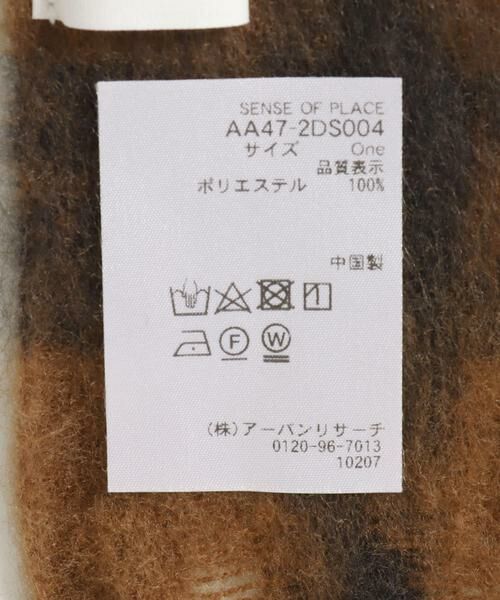 SENSE OF PLACE
AA47-2DS004
サイズ One
品質表示
ポリエステル 100%
中国製
F W
(株)アーバンリサーチ
0120-96-7013
10207